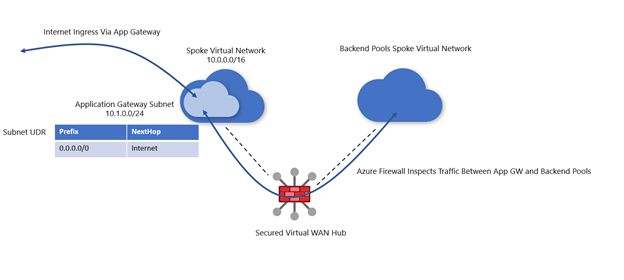 Internet Ingress Via App Gateway
Spoke Virtual Network
10.0.0.0/16
Backend Pools Spoke Virtual Network
Application Gateway Subnet
10.1.0.0/24
Subnet UDR
Prefix NextHop
0.0.0.0/0 Internet
Azure Firewall Inspects Traffic Between App GW and Backend Pools
Secured Virtual WAN Hub